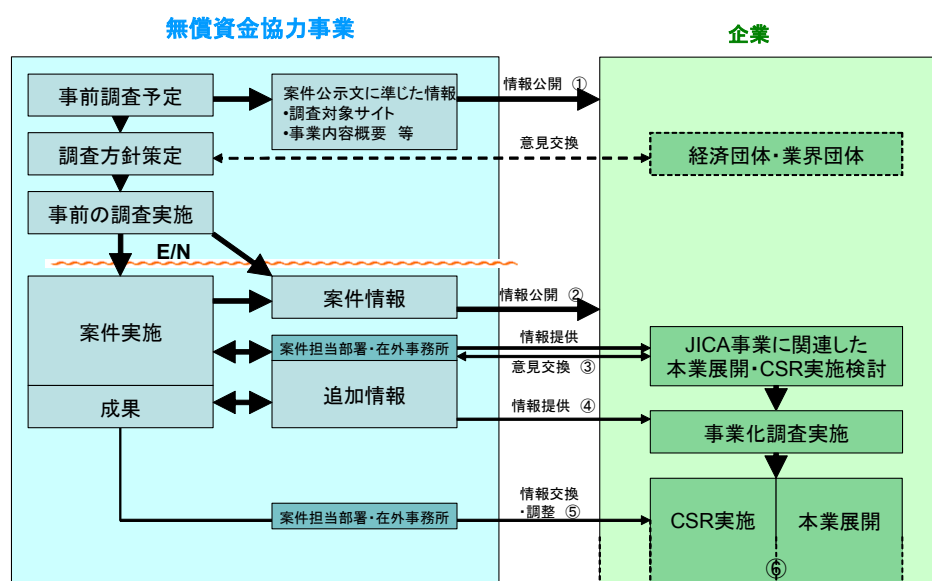 無償資金協力事業
企業
事前調査予定
案件公示文に準じた情報
•調査対象サイト
•事業内容概要 等
情報公開 ①
調査方針策定
意見交換
経済団体・業界団体
事前の調査実施
E/N
案件情報
情報公開 ②
案件実施
案件担当部署・在外事務所
情報提供
意見交換 ③
JICA事業に関連した
本業展開・CSR実施検討
追加情報
成果
情報提供 ④
事業化調査実施
案件担当部署・在外事務所
情報交換
・調整 ⑤
CSR実施
本業展開
⑥